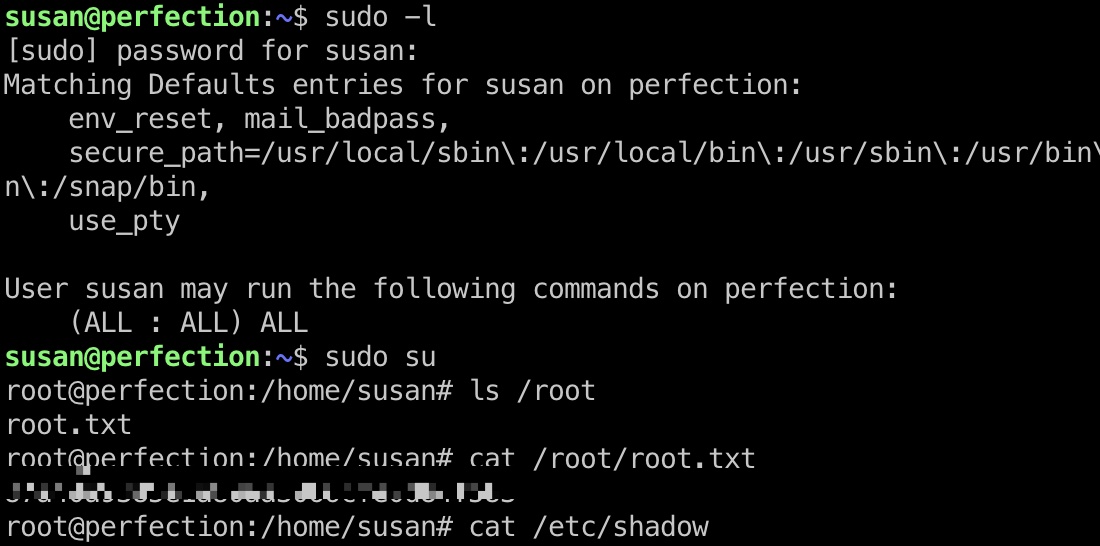 susan@perfection:~$ sudo -l
[sudo] password for susan:
Matching Defaults entries for susan on perfection:
    env_reset, mail_badpass,
    secure_path=/usr/local/sbin\:/usr/local/bin\:/usr/sbin\:/usr/bin\
n\:/snap/bin,
    use_pty
User susan may run the following commands on perfection:
    (ALL : ALL) ALL
susan@perfection:~$ sudo su
root@perfection:/home/susan# ls /root
root.txt
root@perfection:/home/susan# cat /root/root.txt
root@perfection:/home/susan# cat /etc/shadow